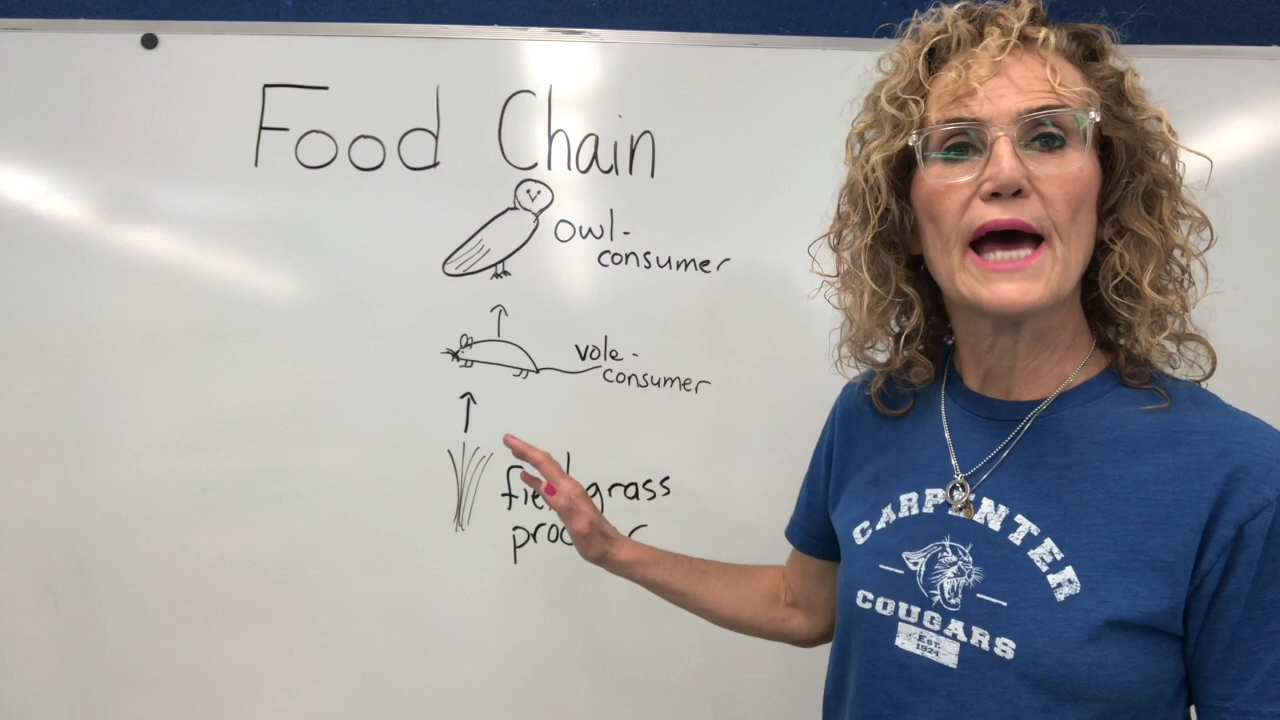 Food Chain
owl-
consumer
vole-
consumer
grass
CARPENTER
COUGARS
EST.
1924